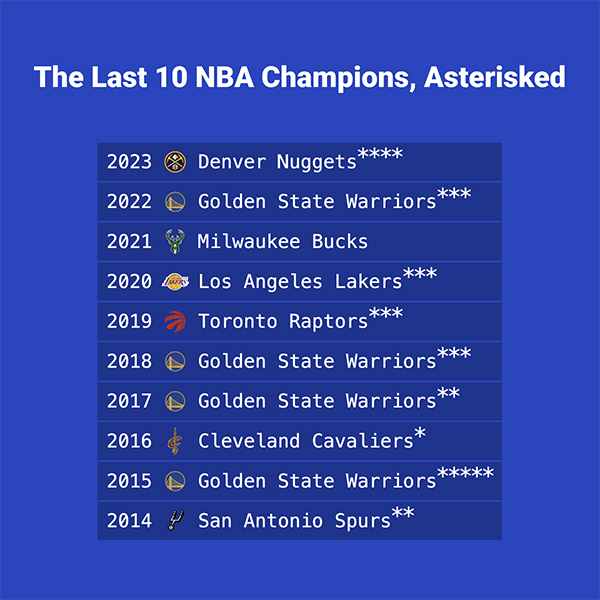 The Last 10 NBA Champions, Asterisked
2023 Denver Nuggets****
2022 Golden State Warriors***
2021 Milwaukee Bucks
2020 LAKERS Los Angeles Lakers***
2019 Toronto Raptors***
2018 Golden State Warriors***
2017 Golden State Warriors**
2016 Cleveland Cavaliers*
2015 Golden State Warriors*****
2014 San Antonio Spurs**